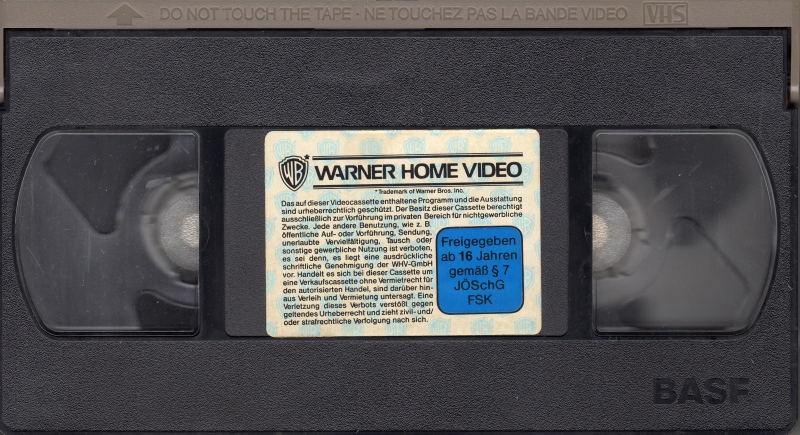 DO NOT TOUCH THE TAPE · NE TOUCHEZ PAS LA BANDE VIDEO VHS
WB* WARNER HOME VIDEO
*Trademark of Warner Bros. Inc.
Das auf dieser Videocassette enthaltene Programm und die Ausstattung
sind urheberrechtlich geschützt. Der Besitz dieser Cassette berechtigt
ausschließlich zur Vorführung im privaten Bereich für nichtgewerbliche
Zwecke. Jede andere Benutzung, wie z. B.
öffentliche Auf- oder Vorführung, Sendung,
unerlaubte Vervielfältigung, Tausch oder
sonstige gewerbliche Nutzung ist verboten,
es sei denn, es liegt eine ausdrückliche
schriftliche Genehmigung der WHV-GmbH
vor. Handelt es sich bei dieser Cassette um
eine Verkaufscassette ohne Vermietrecht für
den autorisierten Handel, sind darüber hin-
aus Verleih und Vermietung untersagt. Eine
Verletzung dieses Verbots verstößt gegen
geltendes Urheberrecht und zieht zivil- und/
oder strafrechtliche Verfolgung nach sich.
Freigegeben
ab 16 Jahren
gemäß § 7
JÖSchG
FSK
BASF